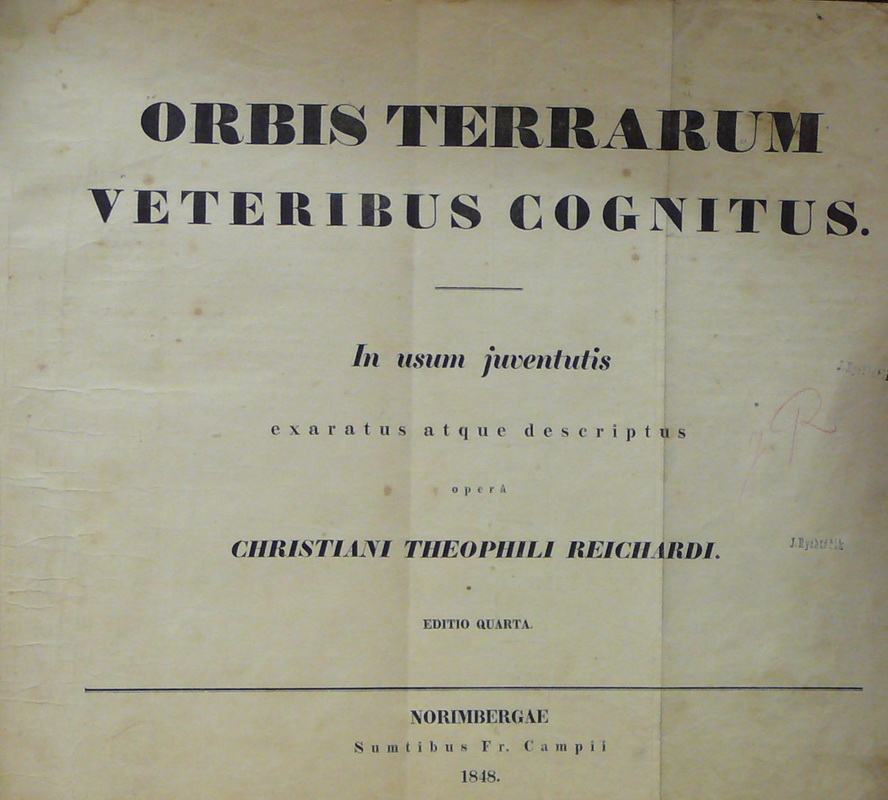 ORBIS TERRARUM
VETERIBUS COGNITUS.
In usum juventutis
exaratus atque descriptus
operâ
CHRISTIANI THEOPHILI REICHARDI.
EDITIO QUARTA.
NORIMBERGAE
Sumtibus Fr. Campii
1848.